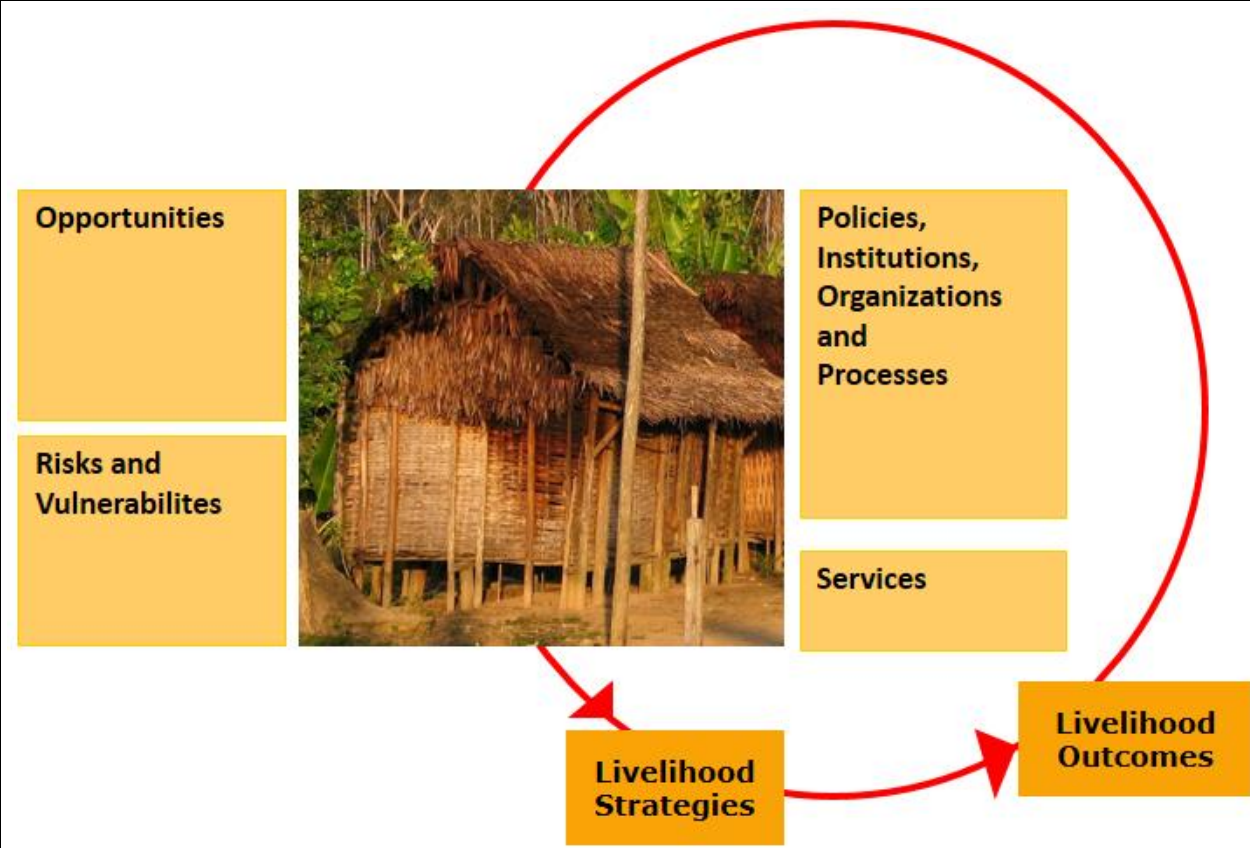 Opportunities
Risks and
Vulnerabilites
Policies,
Institutions,
Organizations
and
Processes
Services
Livelihood
Strategies
Livelihood
Outcomes